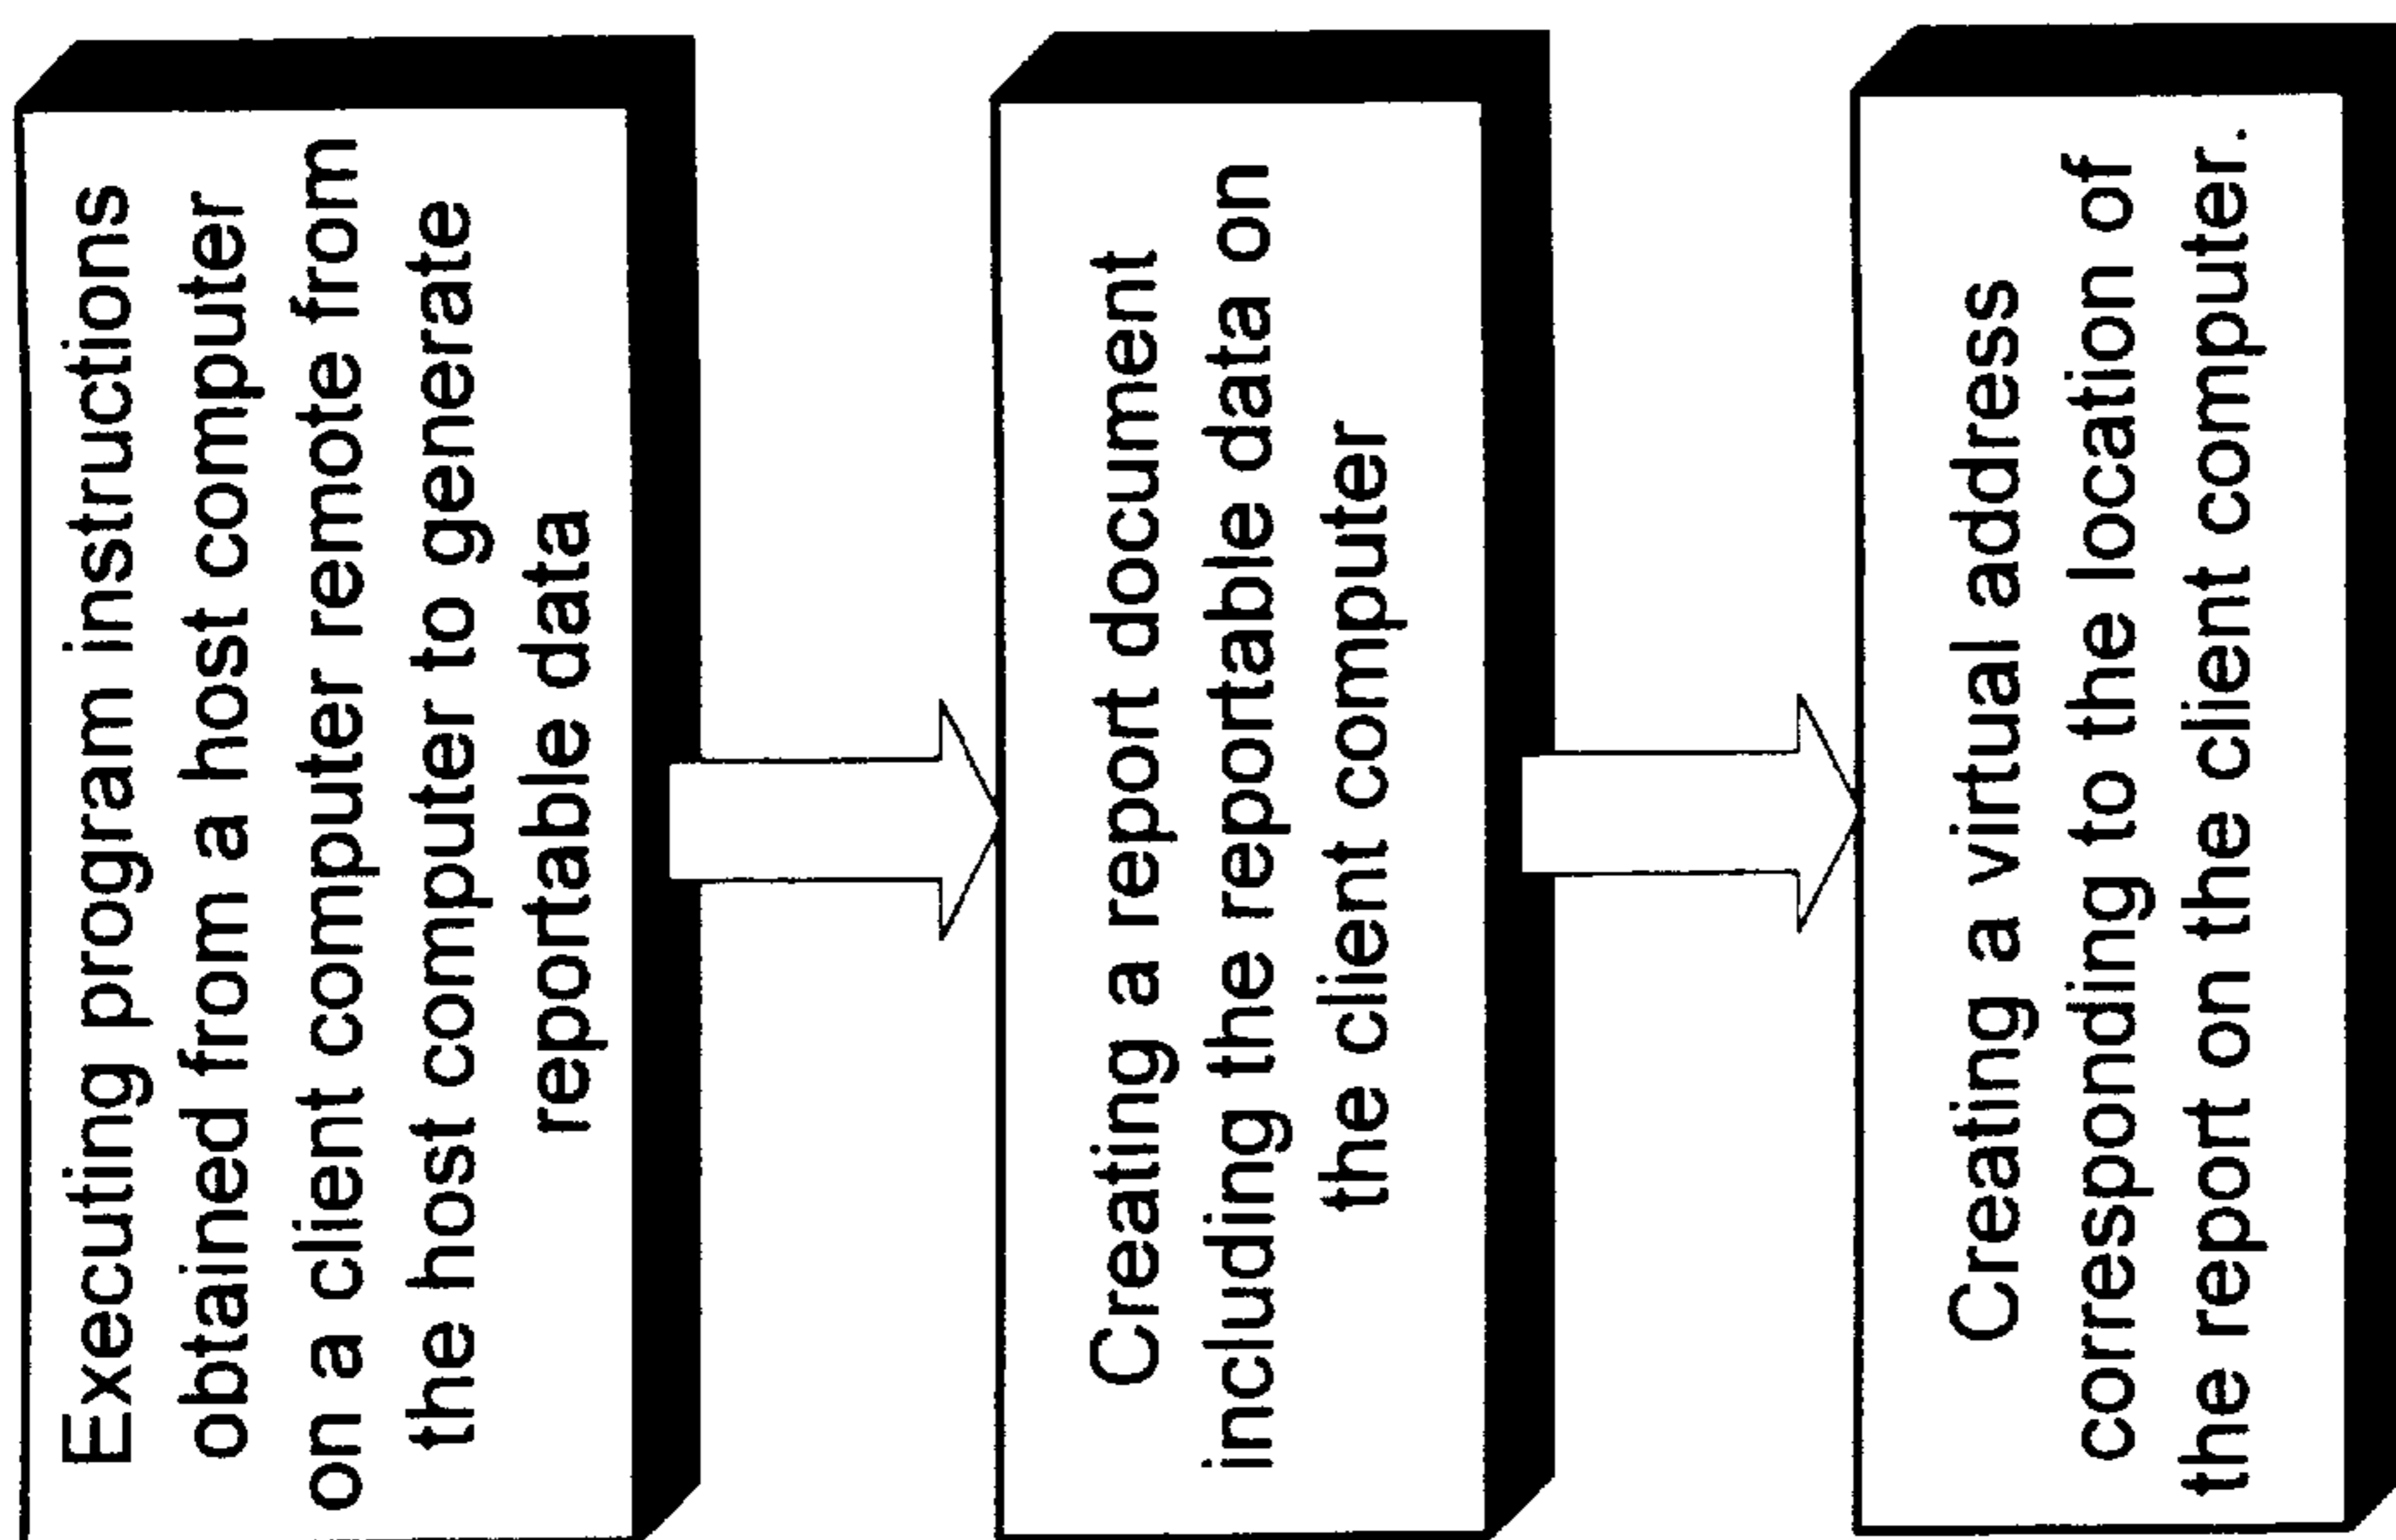 Executing program instructions
obtained from a host computer
on a client computer remote from
the host computer to generate
reportable data
Creating a report document
including the reportable data on
the client computer
Creating a virtual address
corresponding to the location of
the report on the client computer.